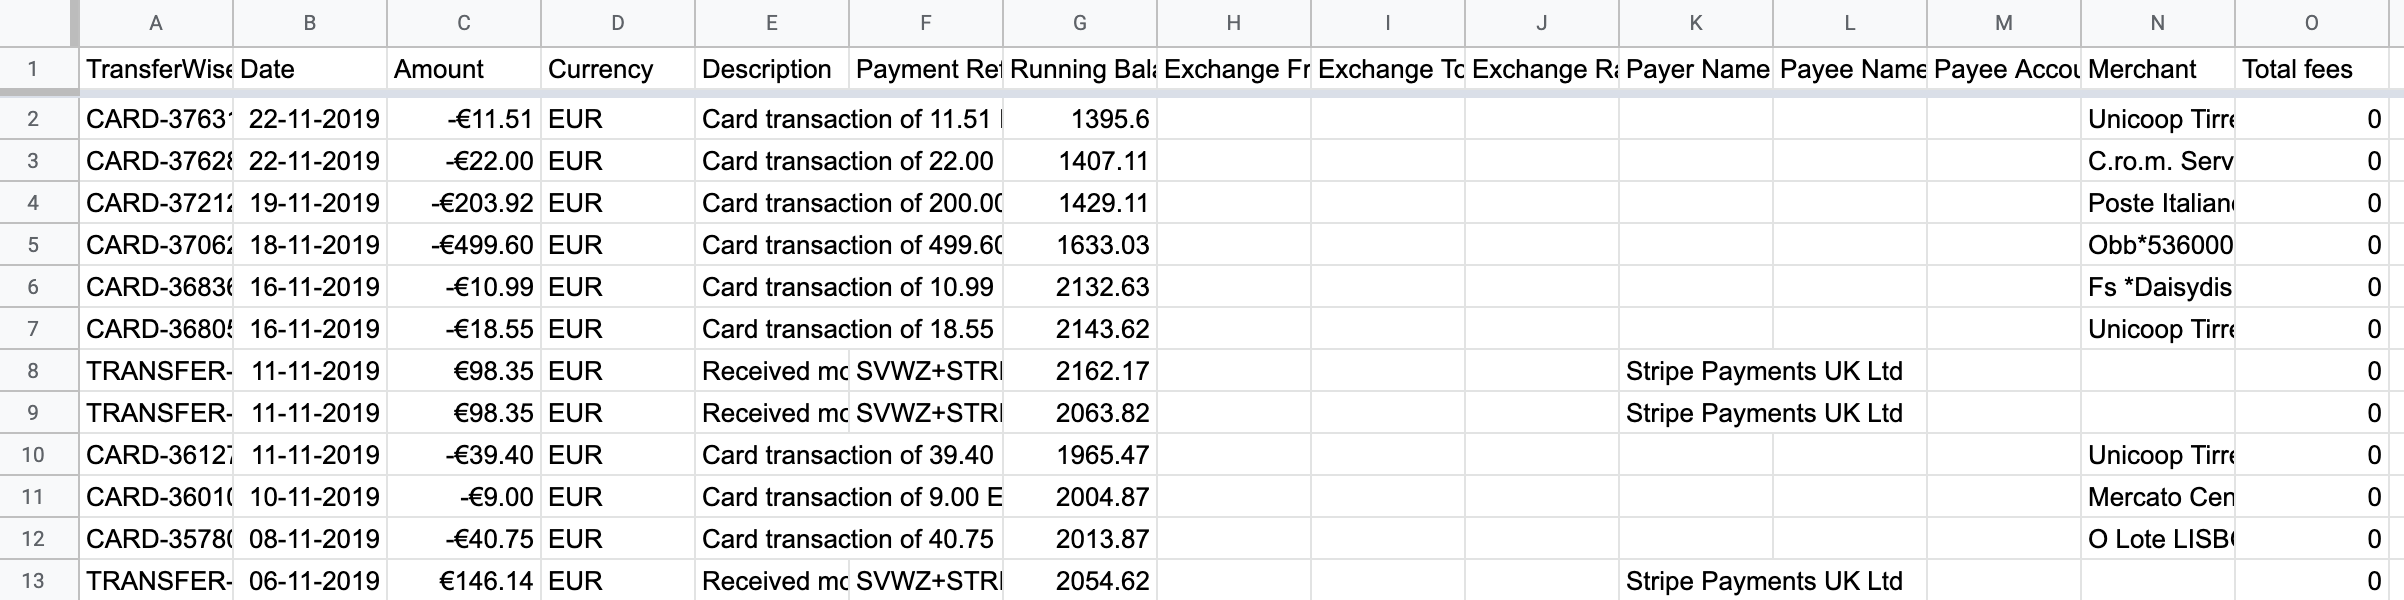 A B C D E F G H I J K L M N O
1 TransferWise Date Amount Currency Description Payment Ref Running Bala Exchange Fr Exchange To Exchange Ra Payer Name Payee Name Payee Accou Merchant Total fees
2 CARD-37631 22-11-2019 -€11.51 EUR Card transaction of 11.51 1395.6 Unicoop Tirre 0
3 CARD-37628 22-11-2019 -€22.00 EUR Card transaction of 22.00 1407.11 C.ro.m. Serv 0
4 CARD-37212 19-11-2019 -€203.92 EUR Card transaction of 200.00 1429.11 Poste Italian 0
5 CARD-37062 18-11-2019 -€499.60 EUR Card transaction of 499.60 1633.03 Obb*536000 0
6 CARD-36836 16-11-2019 -€10.99 EUR Card transaction of 10.99 2132.63 Fs *Daisydis 0
7 CARD-36805 16-11-2019 -€18.55 EUR Card transaction of 18.55 2143.62 Unicoop Tirre 0
8 TRANSFER- 11-11-2019 €98.35 EUR Received mo SVWZ+STRI 2162.17 Stripe Payments UK Ltd 0
9 TRANSFER- 11-11-2019 €98.35 EUR Received mo SVWZ+STRI 2063.82 Stripe Payments UK Ltd 0
10 CARD-36127 11-11-2019 -€39.40 EUR Card transaction of 39.40 1965.47 Unicoop Tirre 0
11 CARD-36010 10-11-2019 -€9.00 EUR Card transaction of 9.00 E 2004.87 Mercato Cen 0
12 CARD-35780 08-11-2019 -€40.75 EUR Card transaction of 40.75 2013.87 O Lote LISB 0
13 TRANSFER- 06-11-2019 €146.14 EUR Received mo SVWZ+STRI 2054.62 Stripe Payments UK Ltd 0